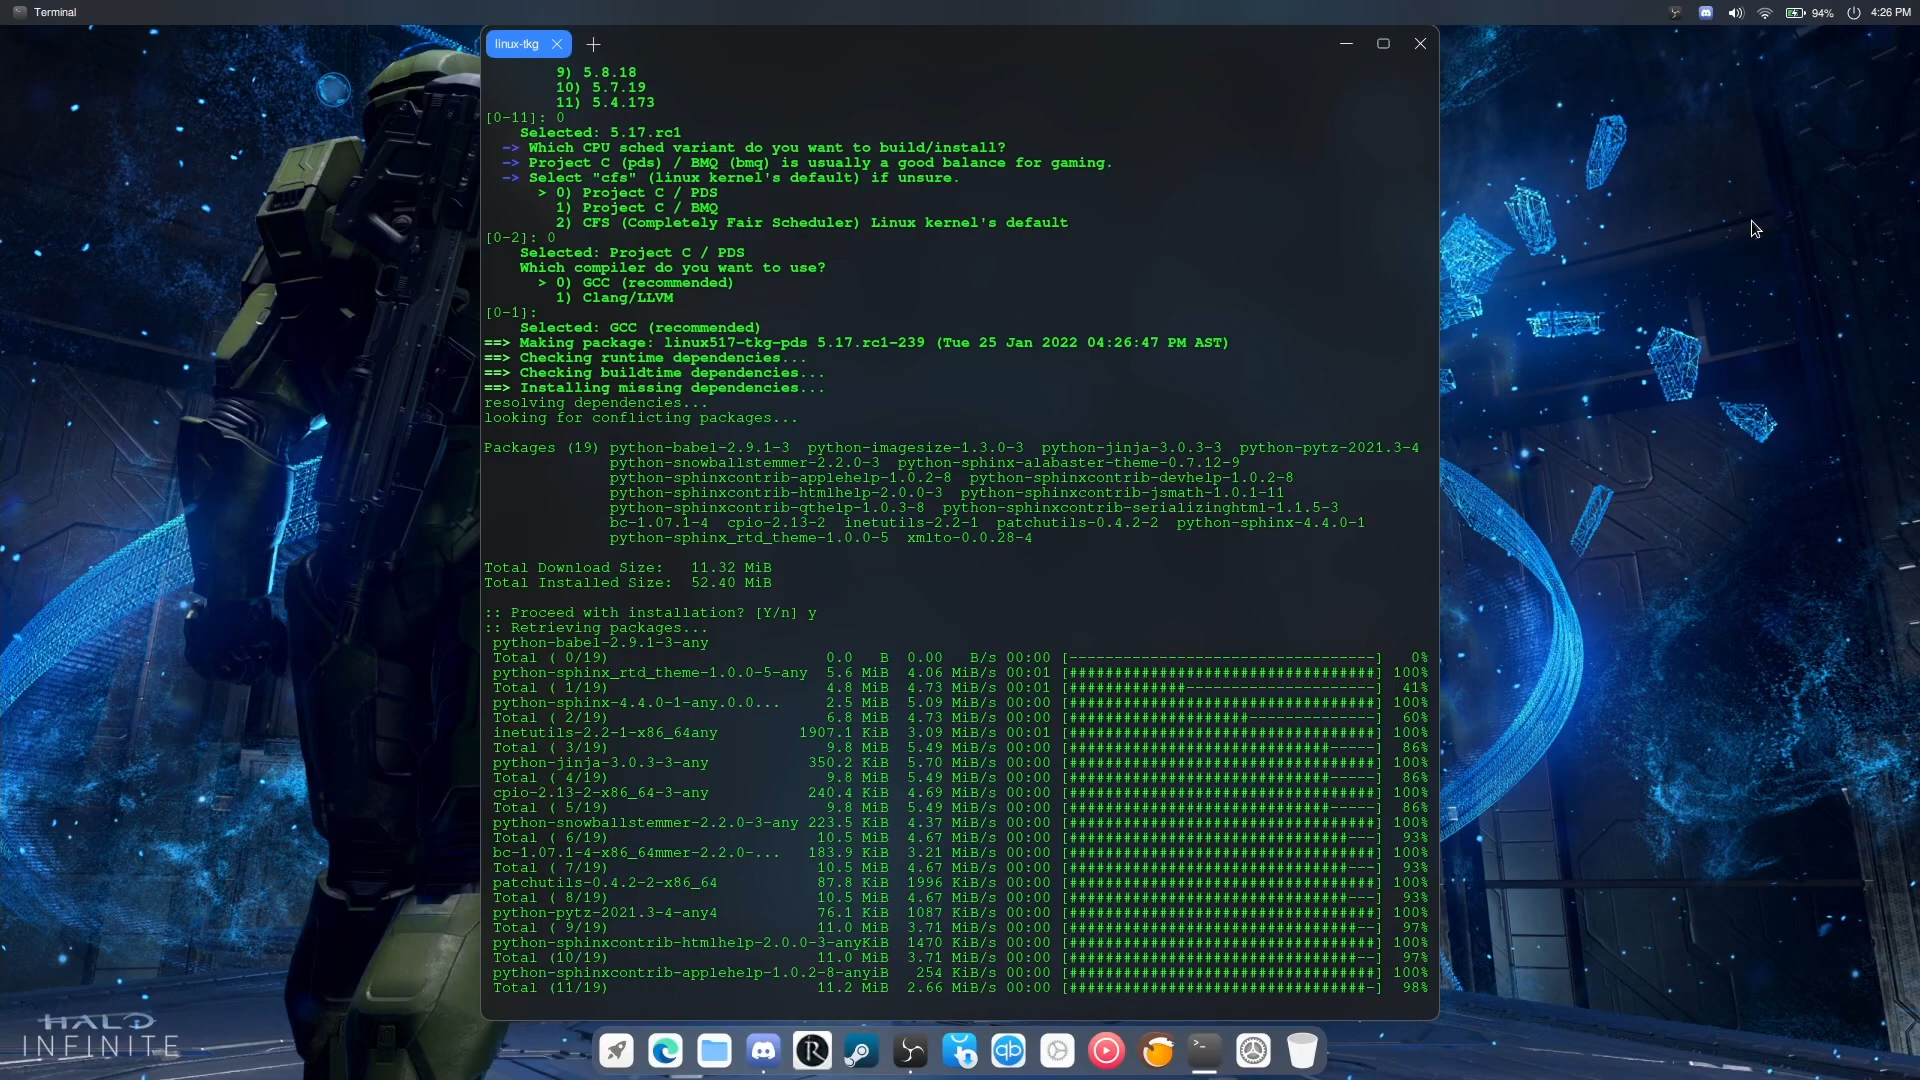 Terminal
94%
4:26 PM
linux-tkg
9) 5.8.18
10) 5.7.19
11) 5.4.173
[0-11]: 0
Selected: 5.17.rc1
-> Which CPU sched variant do you want to build/install?
-> Project C (pds) / BMQ (bmq) is usually a good balance for gaming.
-> Select "cfs" (linux kernel's default) if unsure.
> 0) Project C / PDS
1) Project C / BMQ
2) CFS (Completely Fair Scheduler) Linux kernel's default
[0-2]: 0
Selected: Project C / PDS
Which compiler do you want to use?
> 0) GCC (recommended)
1) Clang/LLVM
[0-1]:
Selected: GCC (recommended)
==> Making package: linux517-tkg-pds 5.17.rc1-239 (Tue 25 Jan 2022 04:26:47 PM AST)
==> Checking runtime dependencies...
==> Checking buildtime dependencies...
==> Installing missing dependencies...
resolving dependencies...
looking for conflicting packages...
Packages (19) python-babel-2.9.1-3  python-imagesize-1.3.0-3  python-jinja-3.0.3-3  python-pytz-2021.3-4
python-snowballstemmer-2.2.0-3  python-sphinx-alabaster-theme-0.7.12-9
python-sphinxcontrib-applehelp-1.0.2-8  python-sphinxcontrib-devhelp-1.0.2-8
python-sphinxcontrib-htmlhelp-2.0.0-3  python-sphinxcontrib-jsmath-1.0.1-11
python-sphinxcontrib-qthelp-1.0.3-8  python-sphinxcontrib-serializinghtml-1.1.5-3
bc-1.07.1-4  cpio-2.13-2  inetutils-2.2-1  patchutils-0.4.2-2  python-sphinx-4.4.0-1
python-sphinx_rtd_theme-1.0.0-5  xmlto-0.0.28-4
Total Download Size:   11.32 MiB
Total Installed Size:  52.40 MiB
:: Proceed with installation? [Y/n] y
:: Retrieving packages...
python-babel-2.9.1-3-any
Total ( 0/19) 0.0 B 0.00 B/s 00:00 [----------------------------------] 0%
python-sphinx_rtd_theme-1.0.0-5-any 5.6 MiB 4.06 MiB/s 00:01 [##################################] 100%
Total ( 1/19) 4.8 MiB 4.73 MiB/s 00:01 [#############---------------------] 41%
python-sphinx-4.4.0-1-any.0.0... 2.5 MiB 5.09 MiB/s 00:00 [##################################] 100%
Total ( 2/19) 6.8 MiB 4.73 MiB/s 00:00 [####################--------------] 60%
inetutils-2.2-1-x86_64any 1907.1 KiB 3.09 MiB/s 00:01 [##################################] 100%
Total ( 3/19) 9.8 MiB 5.49 MiB/s 00:00 [#############################-----] 86%
python-jinja-3.0.3-3-any 350.2 KiB 5.70 MiB/s 00:00 [##################################] 100%
Total ( 4/19) 9.8 MiB 5.49 MiB/s 00:00 [#############################-----] 86%
cpio-2.13-2-x86_64-3-any 240.4 KiB 4.69 MiB/s 00:00 [##################################] 100%
Total ( 5/19) 9.8 MiB 5.49 MiB/s 00:00 [#############################-----] 86%
python-snowballstemmer-2.2.0-3-any 223.5 KiB 4.37 MiB/s 00:00 [##################################] 100%
Total ( 6/19) 10.5 MiB 4.67 MiB/s 00:00 [###############################---] 93%
bc-1.07.1-4-x86_64mmer-2.2.0-... 183.9 KiB 3.21 MiB/s 00:00 [##################################] 100%
Total ( 7/19) 10.5 MiB 4.67 MiB/s 00:00 [###############################---] 93%
patchutils-0.4.2-2-x86_64 87.8 KiB 1996 KiB/s 00:00 [##################################] 100%
Total ( 8/19) 10.5 MiB 4.67 MiB/s 00:00 [###############################---] 93%
python-pytz-2021.3-4-any4 76.1 KiB 1087 KiB/s 00:00 [##################################] 100%
Total ( 9/19) 11.0 MiB 3.71 MiB/s 00:00 [################################--] 97%
python-sphinxcontrib-htmlhelp-2.0.0-3-anyKiB 1470 KiB/s 00:00 [##################################] 100%
Total (10/19) 11.0 MiB 3.71 MiB/s 00:00 [################################--] 97%
python-sphinxcontrib-applehelp-1.0.2-8-anyiB 254 KiB/s 00:00 [##################################] 100%
Total (11/19) 11.2 MiB 2.66 MiB/s 00:00 [#################################-] 98%
HALO
INFINITE
R
qb
>_